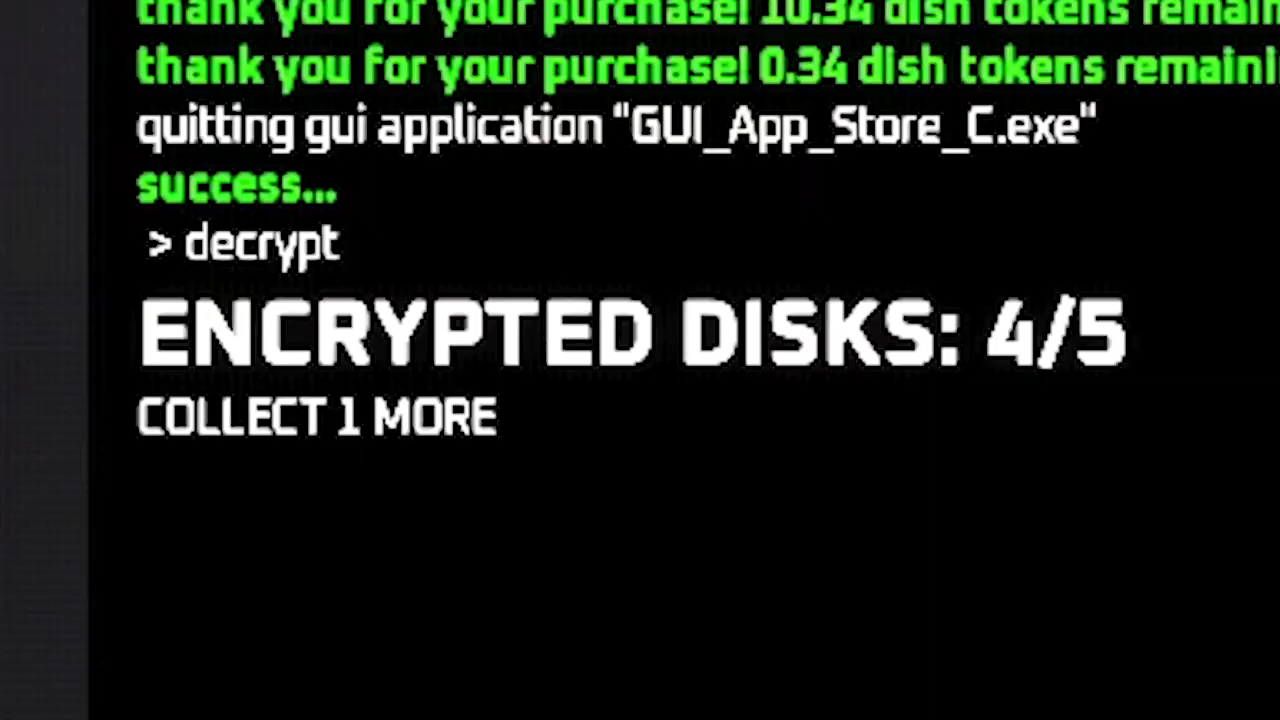 thank you for your purchase! 10.34 dish tokens
thank you for your purchase! 0.34 dish tokens
quitting gui application "GUI_App_Store_C.exe"
success...
> decrypt
ENCRYPTED DISKS: 4/5
COLLECT 1 MORE